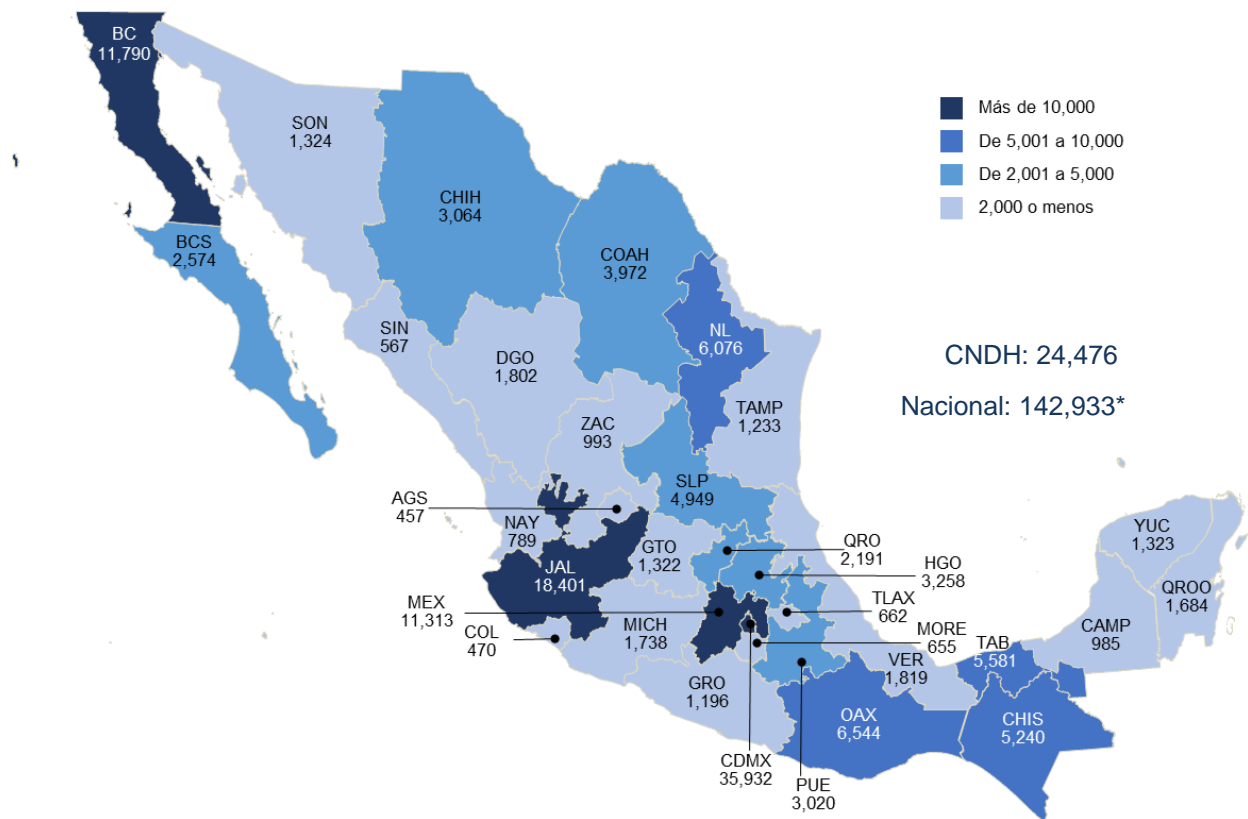 BC
11,790
SON
1,324
CHIH
3,064
BCS
2,574
COAH
3,972
SIN
567
DGO
1,802
NL
6,076
ZAC
993
TAMP
1,233
SLP
4,949
AGS
457
NAY
789
JAL
18,401
GTO
1,322
QRO
2,191
HGO
3,258
MEX
11,313
COL
470
MICH
1,738
TLAX
662
MORE
655
GRO
1,196
VER
1,819
CDMX
35,932
PUE
3,020
OAX
6,544
TAB
5,581
CHIS
5,240
CAMP
985
YUC
1,323
QROO
1,684
Más de 10,000
De 5,001 a 10,000
De 2,001 a 5,000
2,000 o menos
CNDH: 24,476
Nacional: 142,933*